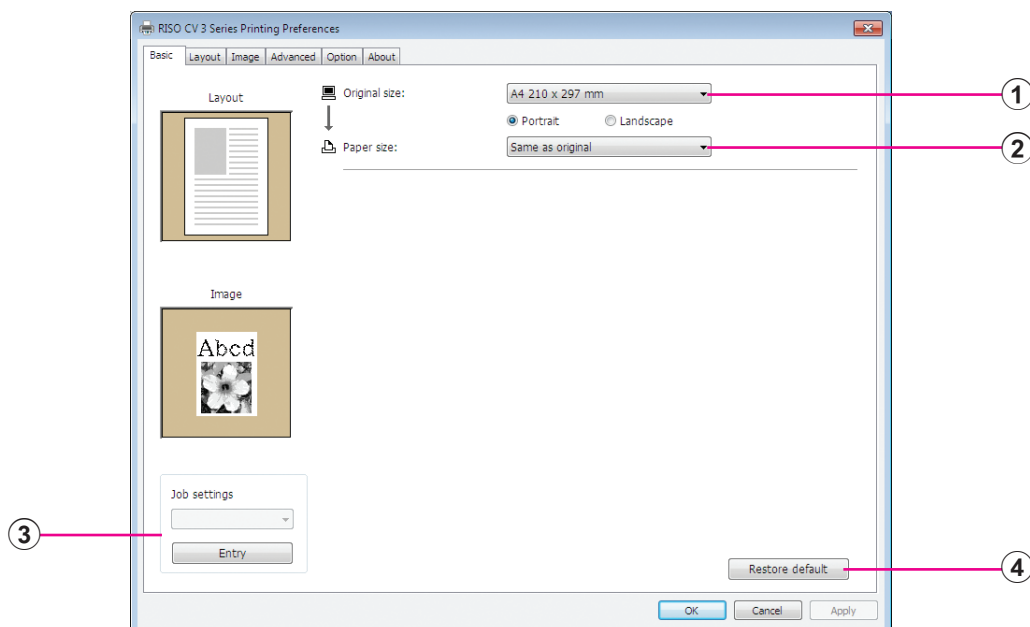 RISO CV 3 Series Printing Preferences
Basic Layout Image Advanced Option About
Layout
Original size: A4 210 x 297 mm
1
Portrait Landscape
Paper size: Same as original
2
Image
Abcd
Job settings
3
Entry
Restore default
4
OK Cancel Apply